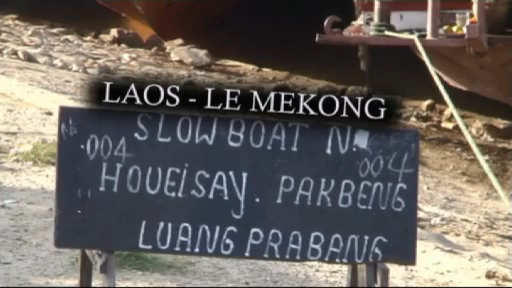 LAOS - LE MEKONG
SLOW BOAT N.
004 004
HOUEISAY. PAKBENG
LUANG PRABANG